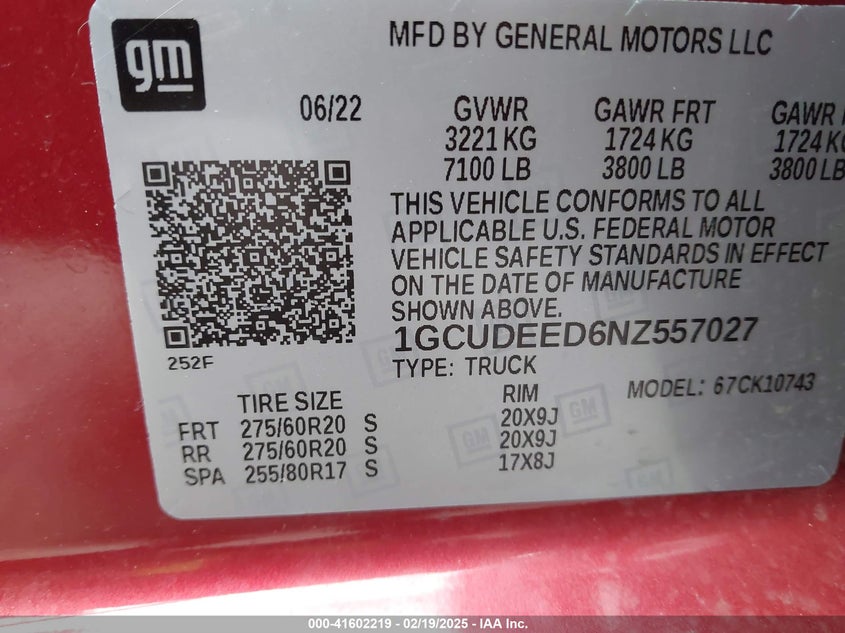 gm
MFD BY GENERAL MOTORS LLC
06/22 GVWR GAWR FRT GAWR
3221 KG 1724 KG 1724
7100 LB 3800 LB 3800 LB
THIS VEHICLE CONFORMS TO ALL
APPLICABLE U.S. FEDERAL MOTOR
VEHICLE SAFETY STANDARDS IN EFFECT
ON THE DATE OF MANUFACTURE
SHOWN ABOVE.
1GCUDEED6NZ557027
252F
TYPE: TRUCK
MODEL: 67CK10743
TIRE SIZE RIM
FRT 275/60R20 S 20X9J
RR 275/60R20 S 20X9J
SPA 255/80R17 S 17X8J
000-41602219 - 02/19/2025 - IAA Inc.